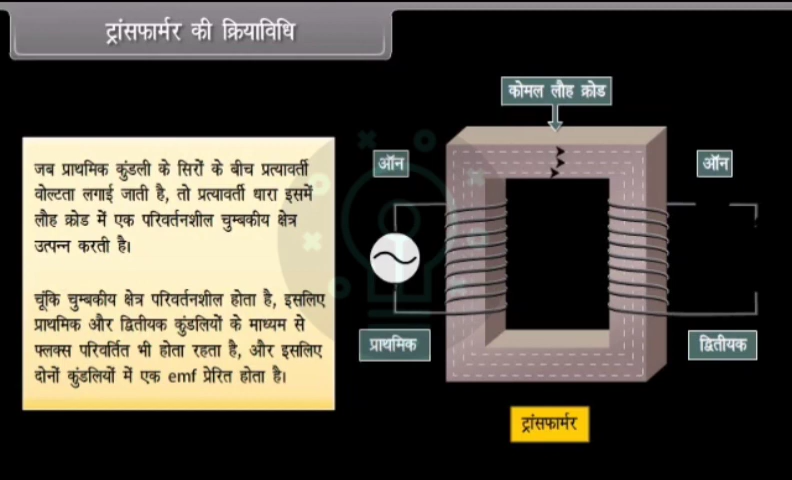 ट्रांसफार्मर की क्रियाविधि
जब प्राथमिक कुंडली के सिरों के बीच प्रत्यावर्ती
वोल्टता लगाई जाती है, तो प्रत्यावर्ती धारा इसमें
लौह क्रोड में एक परिवर्तनशील चुम्बकीय क्षेत्र
उत्पन्न करती है।
चूंकि चुम्बकीय क्षेत्र परिवर्तनशील होता है, इसलिए
प्राथमिक और द्वितीयक कुंडलियों के माध्यम से
फ्लक्स परिवर्तित भी होता रहता है, और इसलिए
दोनों कुंडलियों में एक emf प्रेरित होता है।
कोमल लौह क्रोड
ऑन
ऑन
प्राथमिक
द्वितीयक
ट्रांसफार्मर